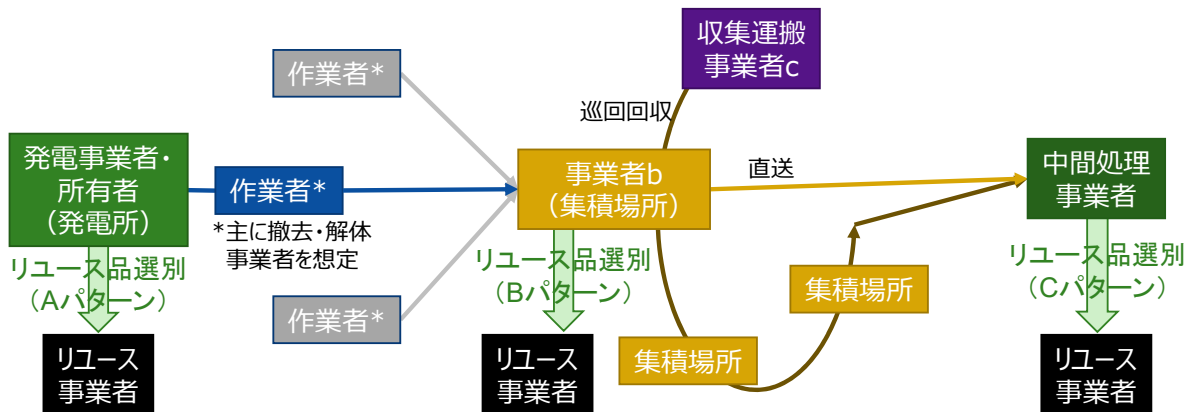 収集運搬
事業者c
作業者*
巡回回収
発電事業者・
所有者
（発電所）
作業者*
事業者b
（集積場所）
直送
中間処理
事業者
*主に撤去・解体
事業者を想定
リユース品選別
（Aパターン）
リユース品選別
（Bパターン）
リユース品選別
（Cパターン）
集積場所
作業者*
集積場所
リユース
事業者
リユース
事業者
リユース
事業者